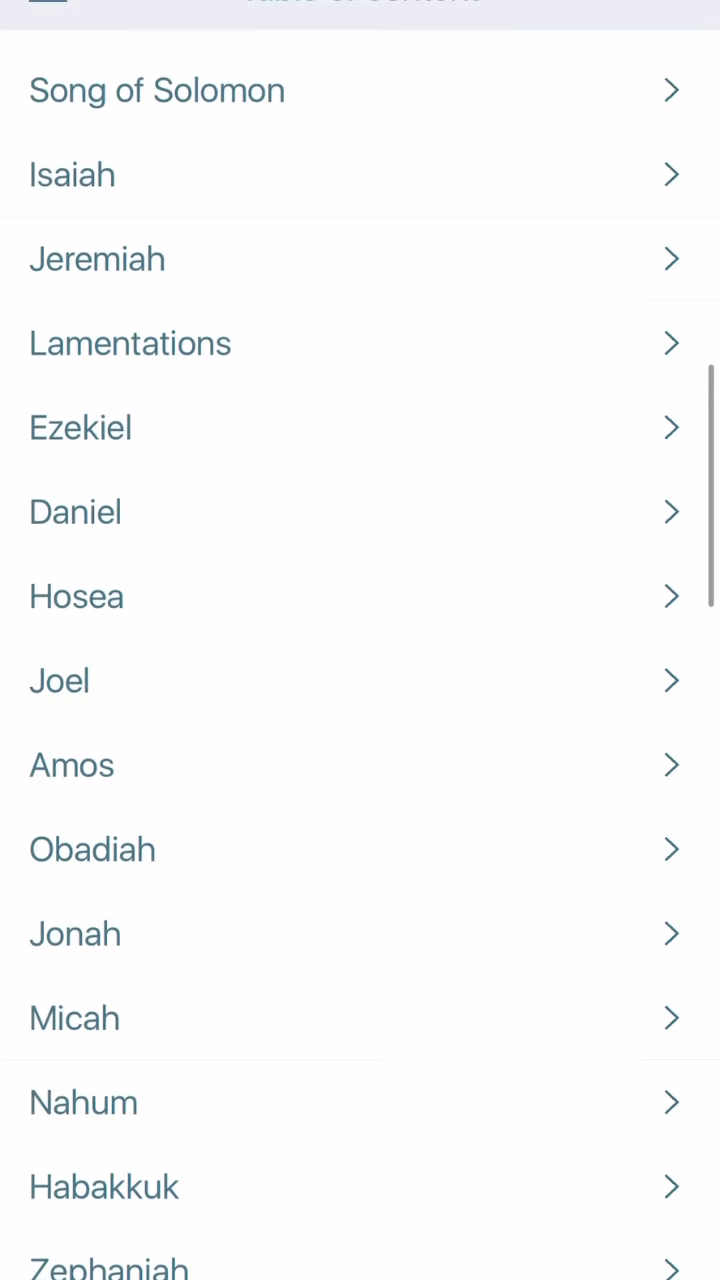 Song of Solomon
Isaiah
Jeremiah
Lamentations
Ezekiel
Daniel
Hosea
Joel
Amos
Obadiah
Jonah
Micah
Nahum
Habakkuk
Zephaniah